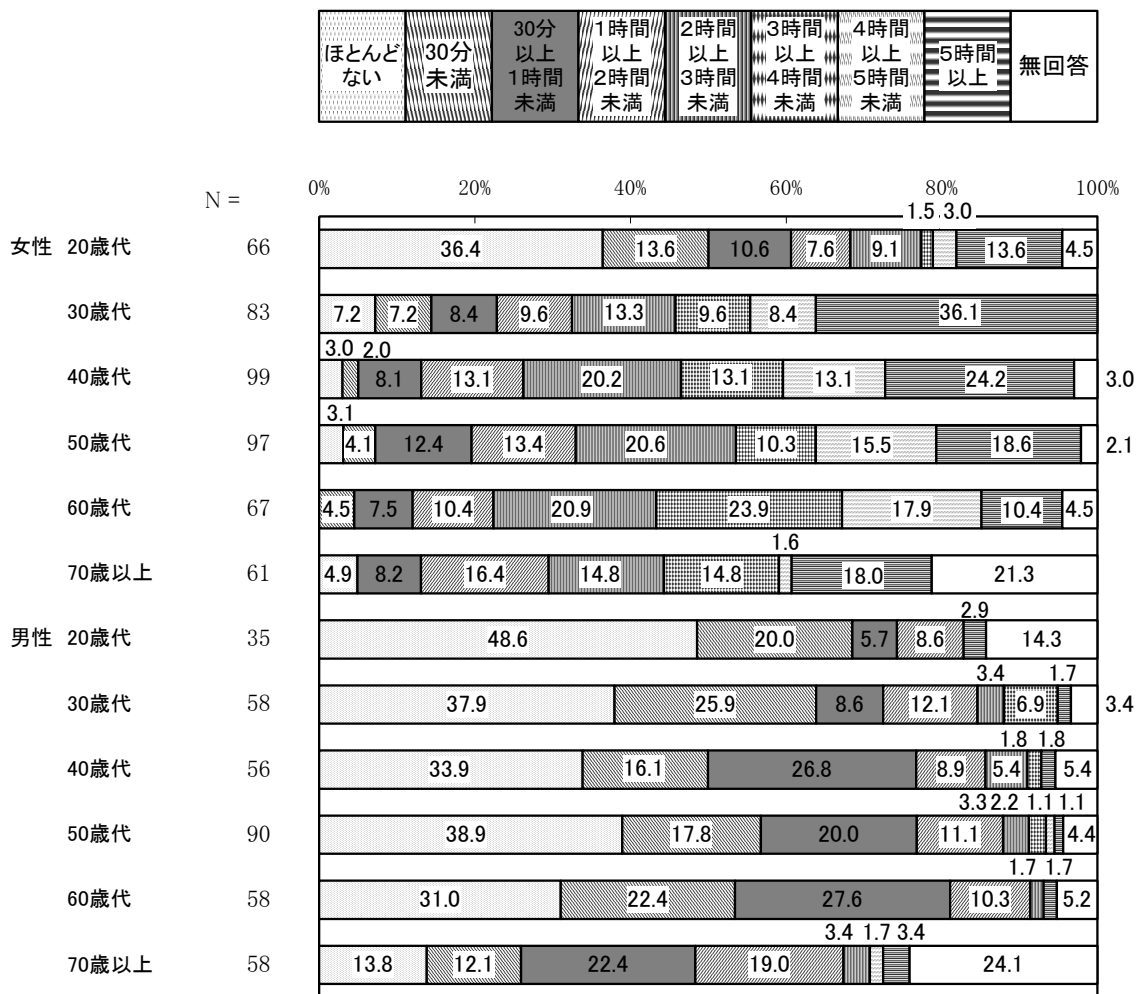 ほとんど
ない
30分
未満
30分
以上
1時間
未満
1時間
以上
2時間
未満
2時間
以上
3時間
未満
3時間
以上
4時間
未満
4時間
以上
5時間
未満
5時間
以上
無回答
N =
0% 20% 40% 60% 80% 100%
1.5 3.0
女性 20歳代 66 36.4 13.6 10.6 7.6 9.1 13.6 4.5
30歳代 83 7.2 7.2 8.4 9.6 13.3 9.6 8.4 36.1
3.0 2.0
40歳代 99 8.1 13.1 20.2 13.1 13.1 24.2 3.0
3.1
50歳代 97 4.1 12.4 13.4 20.6 10.3 15.5 18.6 2.1
60歳代 67 4.5 7.5 10.4 20.9 23.9 17.9 10.4 4.5
1.6
70歳以上 61 4.9 8.2 16.4 14.8 14.8 18.0 21.3
2.9
男性 20歳代 35 48.6 20.0 5.7 8.6 14.3
3.4 1.7
30歳代 58 37.9 25.9 8.6 12.1 6.9 3.4
1.8 1.8
40歳代 56 33.9 16.1 26.8 8.9 5.4 5.4
3.3 2.2 1.1 1.1
50歳代 90 38.9 17.8 20.0 11.1 4.4
1.7 1.7
60歳代 58 31.0 22.4 27.6 10.3 5.2
3.4 1.7 3.4
70歳以上 58 13.8 12.1 22.4 19.0 24.1